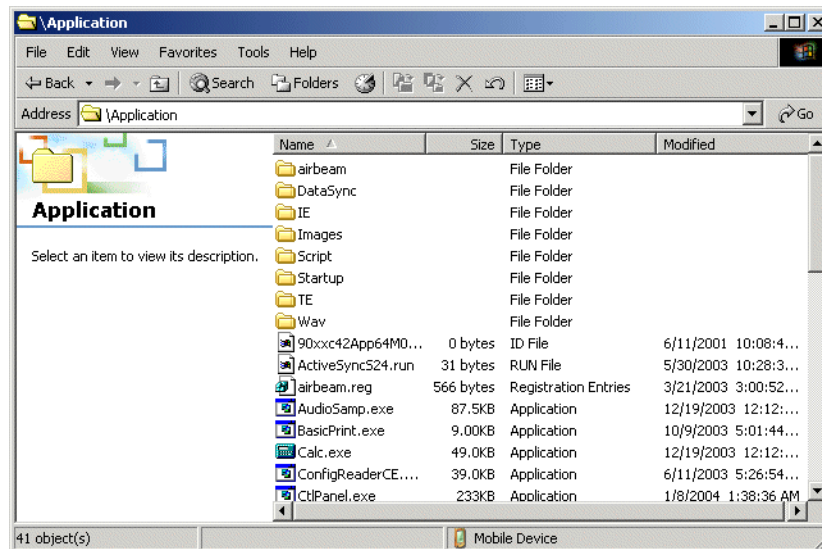 \Application
File Edit View Favorites Tools Help
Back Search Folders
Address \Application Go
Name Size Type Modified
airbeam File Folder
DataSync File Folder
IE File Folder
Images File Folder
Script File Folder
Startup File Folder
TE File Folder
Wav File Folder
90xxc42App64M0... 0 bytes ID File 6/11/2001 10:08:4...
ActiveSyncS24.run 31 bytes RUN File 5/30/2003 10:28:3...
airbeam.reg 566 bytes Registration Entries 3/21/2003 3:00:52...
AudioSamp.exe 87.5KB Application 12/19/2003 12:12:...
BasicPrint.exe 9.00KB Application 10/9/2003 5:01:44...
Calc.exe 49.0KB Application 12/19/2003 12:12:...
ConfigReaderCE.... 39.0KB Application 6/11/2003 5:26:54...
CtlPanel.exe 233KB Application 1/8/2004 1:38:36 AM
Application
Select an item to view its description.
41 object(s) Mobile Device